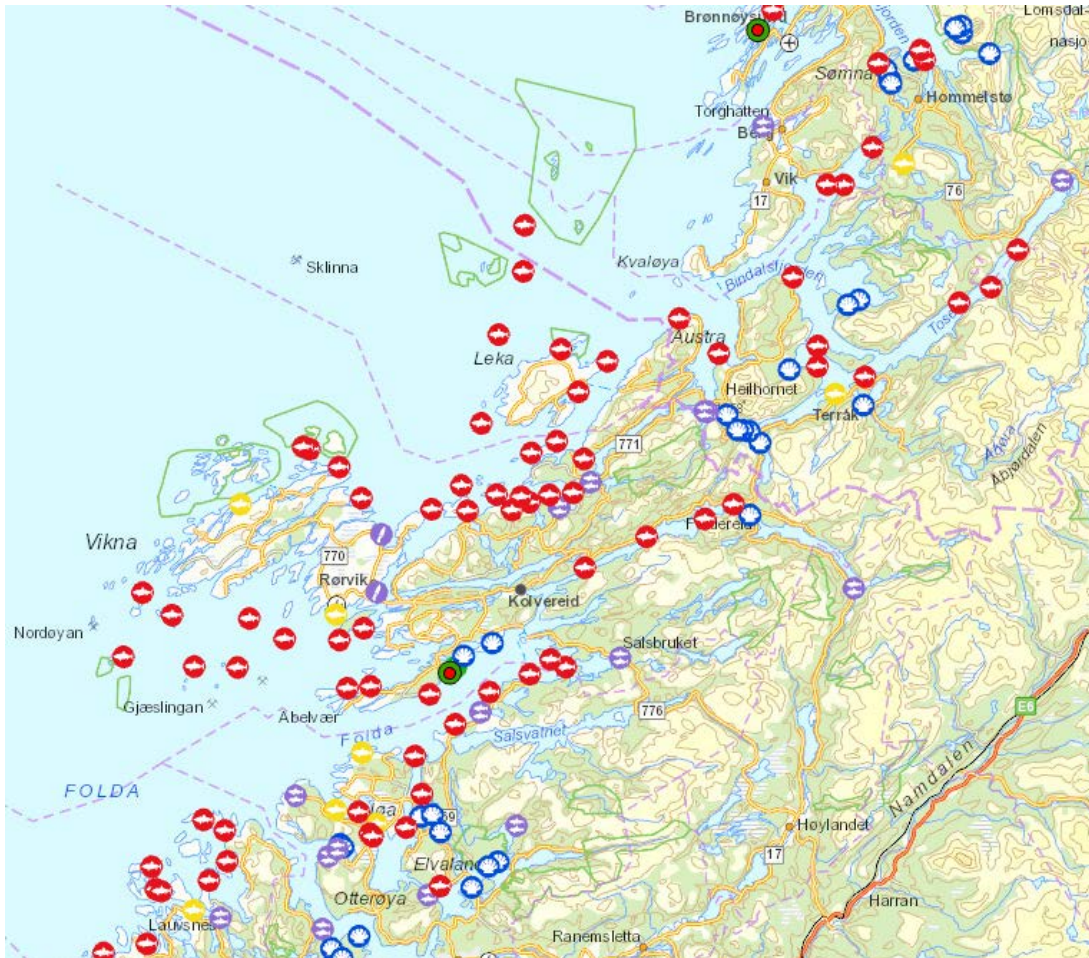 Brønnøysund
Lomsdal-
nasjo
Sømna
Hommelstø
Torghatten
Berg
Vik
17
76
Kvaløya
Sklinna
Bindalsfjorden
Austra
Leka
Heilhornet
Terråk
771
Åbjørdalen
Vikna
770
Rørvik
Kolvereid
Nordøyan
Salsbruket
Gjæslingan
Abelvær
776
E6
Folda
Salsvatnet
Namdalen
FOLDA
Høylandet
Elvaland
17
Otterøya
Harran
Lauvsnes
Ranemsletta